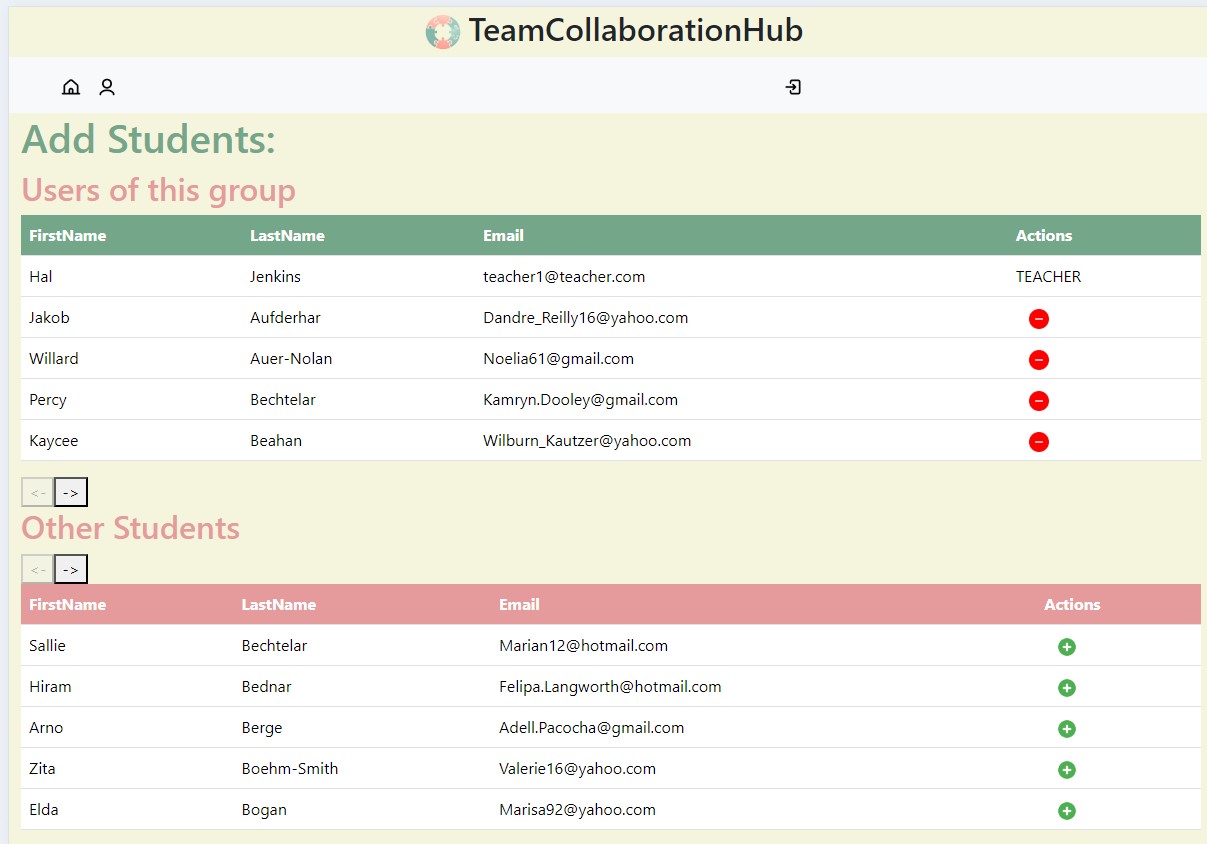 TeamCollaborationHub
Add Students:
Users of this group
FirstName LastName Email Actions
Hal Jenkins teacher1@teacher.com TEACHER
Jakob Aufderhar Dandre_Reilly16@yahoo.com
Willard Auer-Nolan Noelia61@gmail.com
Percy Bechtelar Kamryn.Dooley@gmail.com
Kaycee Beahan Wilburn_Kautzer@yahoo.com
<- ->
Other Students
<- ->
FirstName LastName Email Actions
Sallie Bechtelar Marian12@hotmail.com
Hiram Bednar Felipa.Langworth@hotmail.com
Arno Berge Adell.Pacocha@gmail.com
Zita Boehm-Smith Valerie16@yahoo.com
Elda Bogan Marisa92@yahoo.com